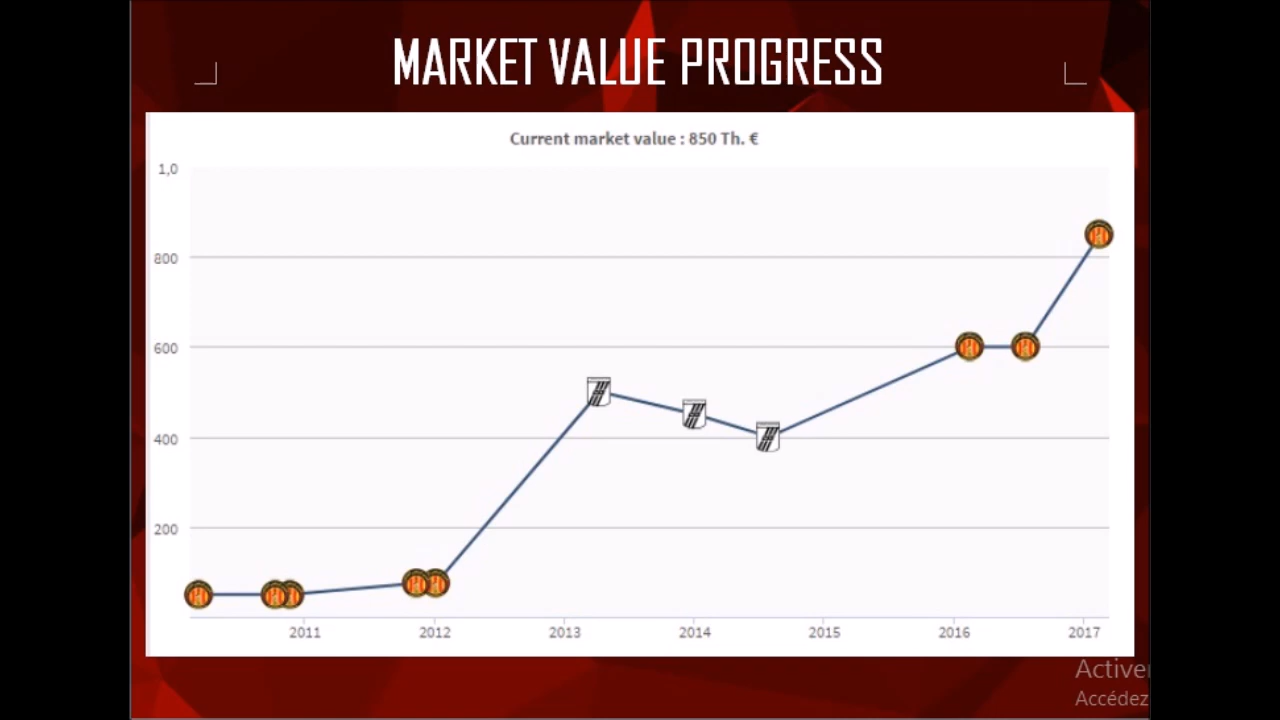 MARKET VALUE PROGRESS
Current market value : 850 Th. €
1,0
800
600
400
200
2011 2012 2013 2014 2015 2016 2017
Active
Accédez